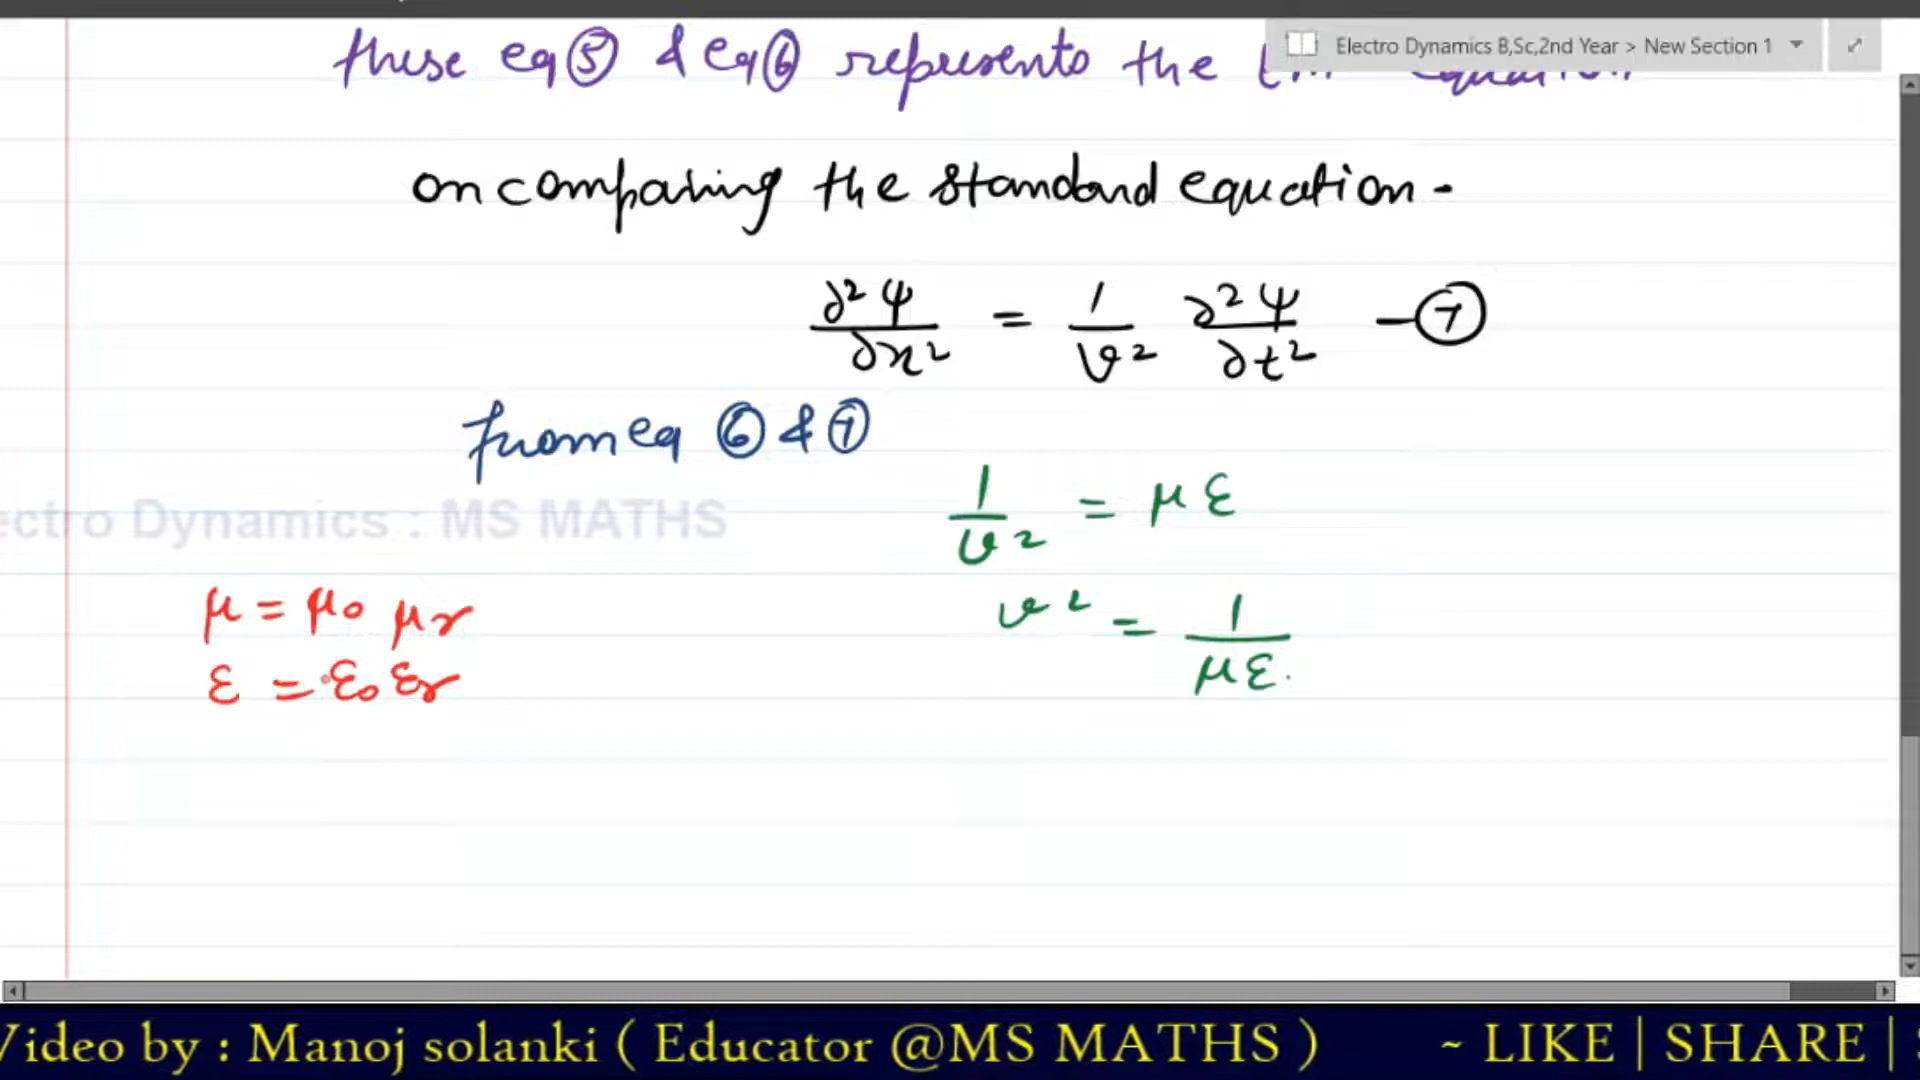 these eq ⑤ & eq ⑥ represents the
Electro Dynamics B,Sc,2nd Year > New Section 1
on comparing the standard equation -
∂²ψ/∂x² = 1/v² ∂²ψ/∂t² - ⑦
from eq ⑥ & ⑦
1/v² = μ ε
ectro Dynamics : MS MATHS
μ = μ₀ μr
v² = 1/με.
ε = ε₀ εr
Video by : Manoj solanki ( Educator @MS MATHS ) ~ LIKE | SHARE |